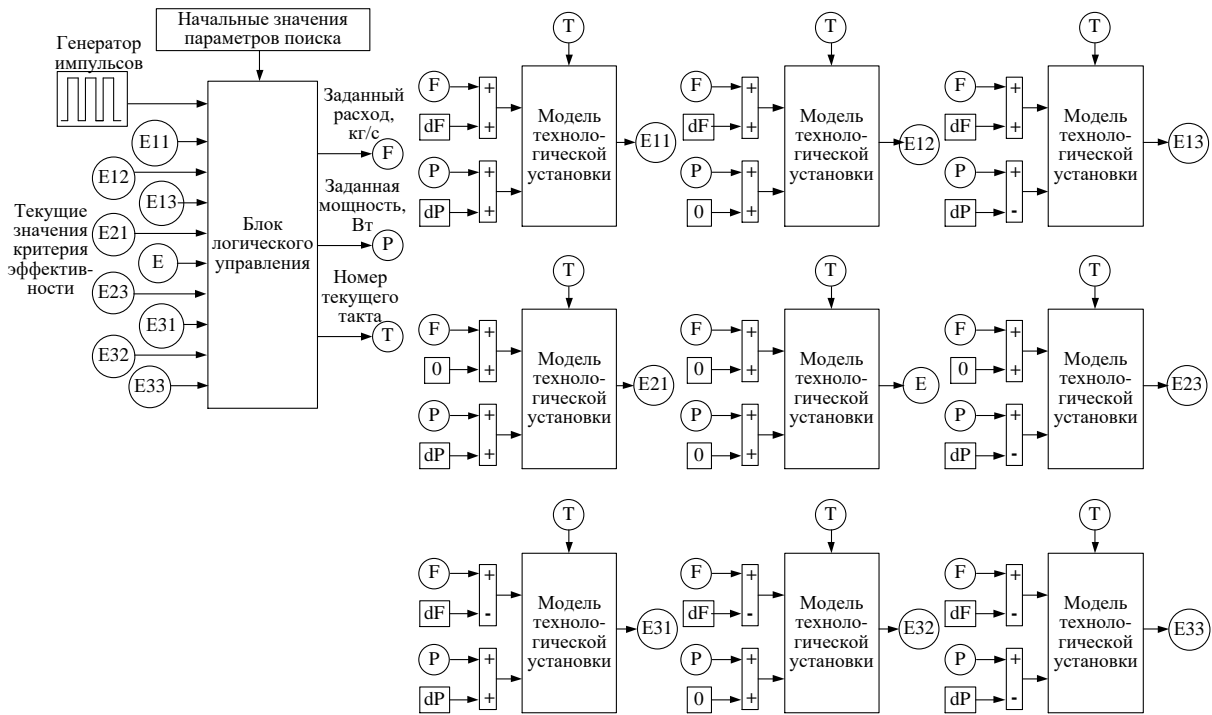 Начальные значения
параметров поиска
Генератор
импульсов
E11
E12
E13
Текущие
значения
критерия
эффектив-
ности
E21
E
E23
E31
E32
E33
Блок
логического
управления
Заданный
расход,
кг/с
F
Заданная
мощность,
Вт
P
Номер
текущего
такта
T
T
F
+
dF
+
P
+
dP
+
Модель
техноло-
гической
установки
E11
T
F
+
dF
+
P
+
0
+
Модель
техноло-
гической
установки
E12
T
F
+
dF
+
P
+
dP
-
Модель
техноло-
гической
установки
E13
T
F
+
0
+
P
+
dP
+
Модель
техноло-
гической
установки
E21
T
F
+
0
+
P
+
0
+
Модель
техноло-
гической
установки
E
T
F
+
0
+
P
+
dP
-
Модель
техноло-
гической
установки
E23
T
F
+
dF
-
P
+
dP
+
Модель
техноло-
гической
установки
E31
T
F
+
dF
-
P
+
0
+
Модель
техноло-
гической
установки
E32
T
F
+
dF
-
P
+
dP
-
Модель
техноло-
гической
установки
E33